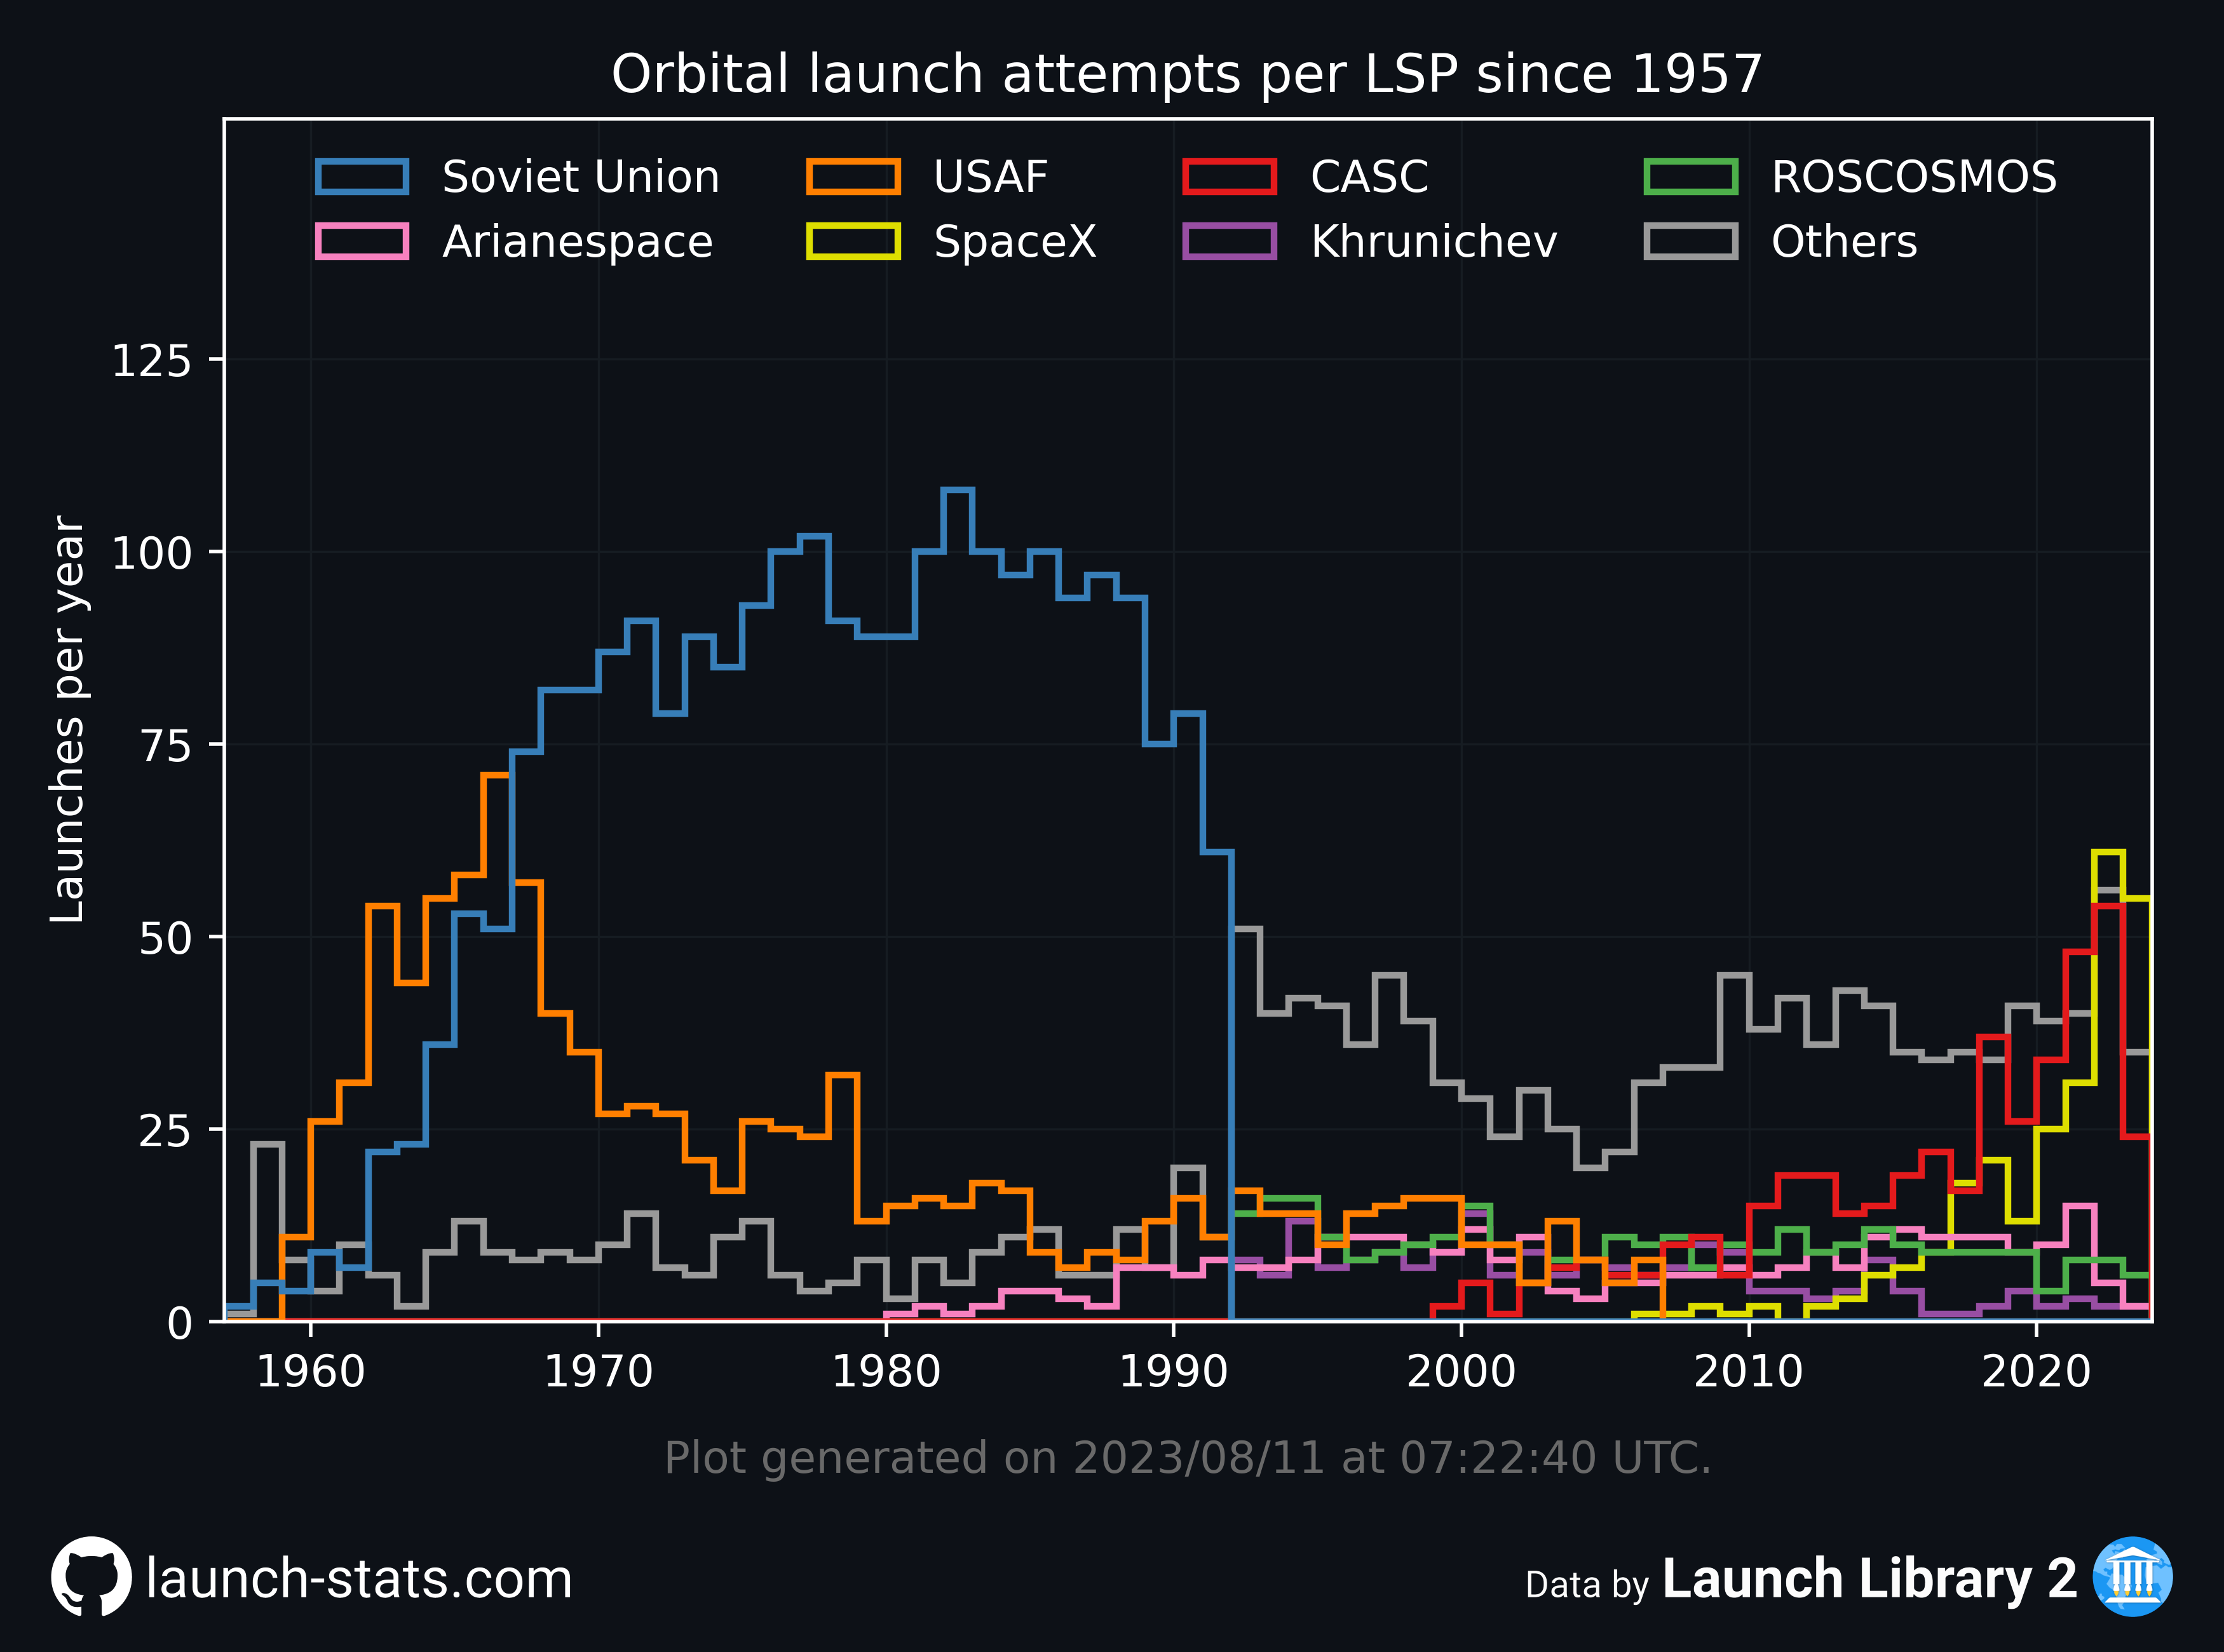 Orbital launch attempts per LSP since 1957
Soviet Union USAF CASC ROSCOSMOS
Arianespace SpaceX Khrunichev Others
Launches per year
125
100
75
50
25
0
1960 1970 1980 1990 2000 2010 2020
Plot generated on 2023/08/11 at 07:22:40 UTC.
launch-stats.com
Data by Launch Library 2